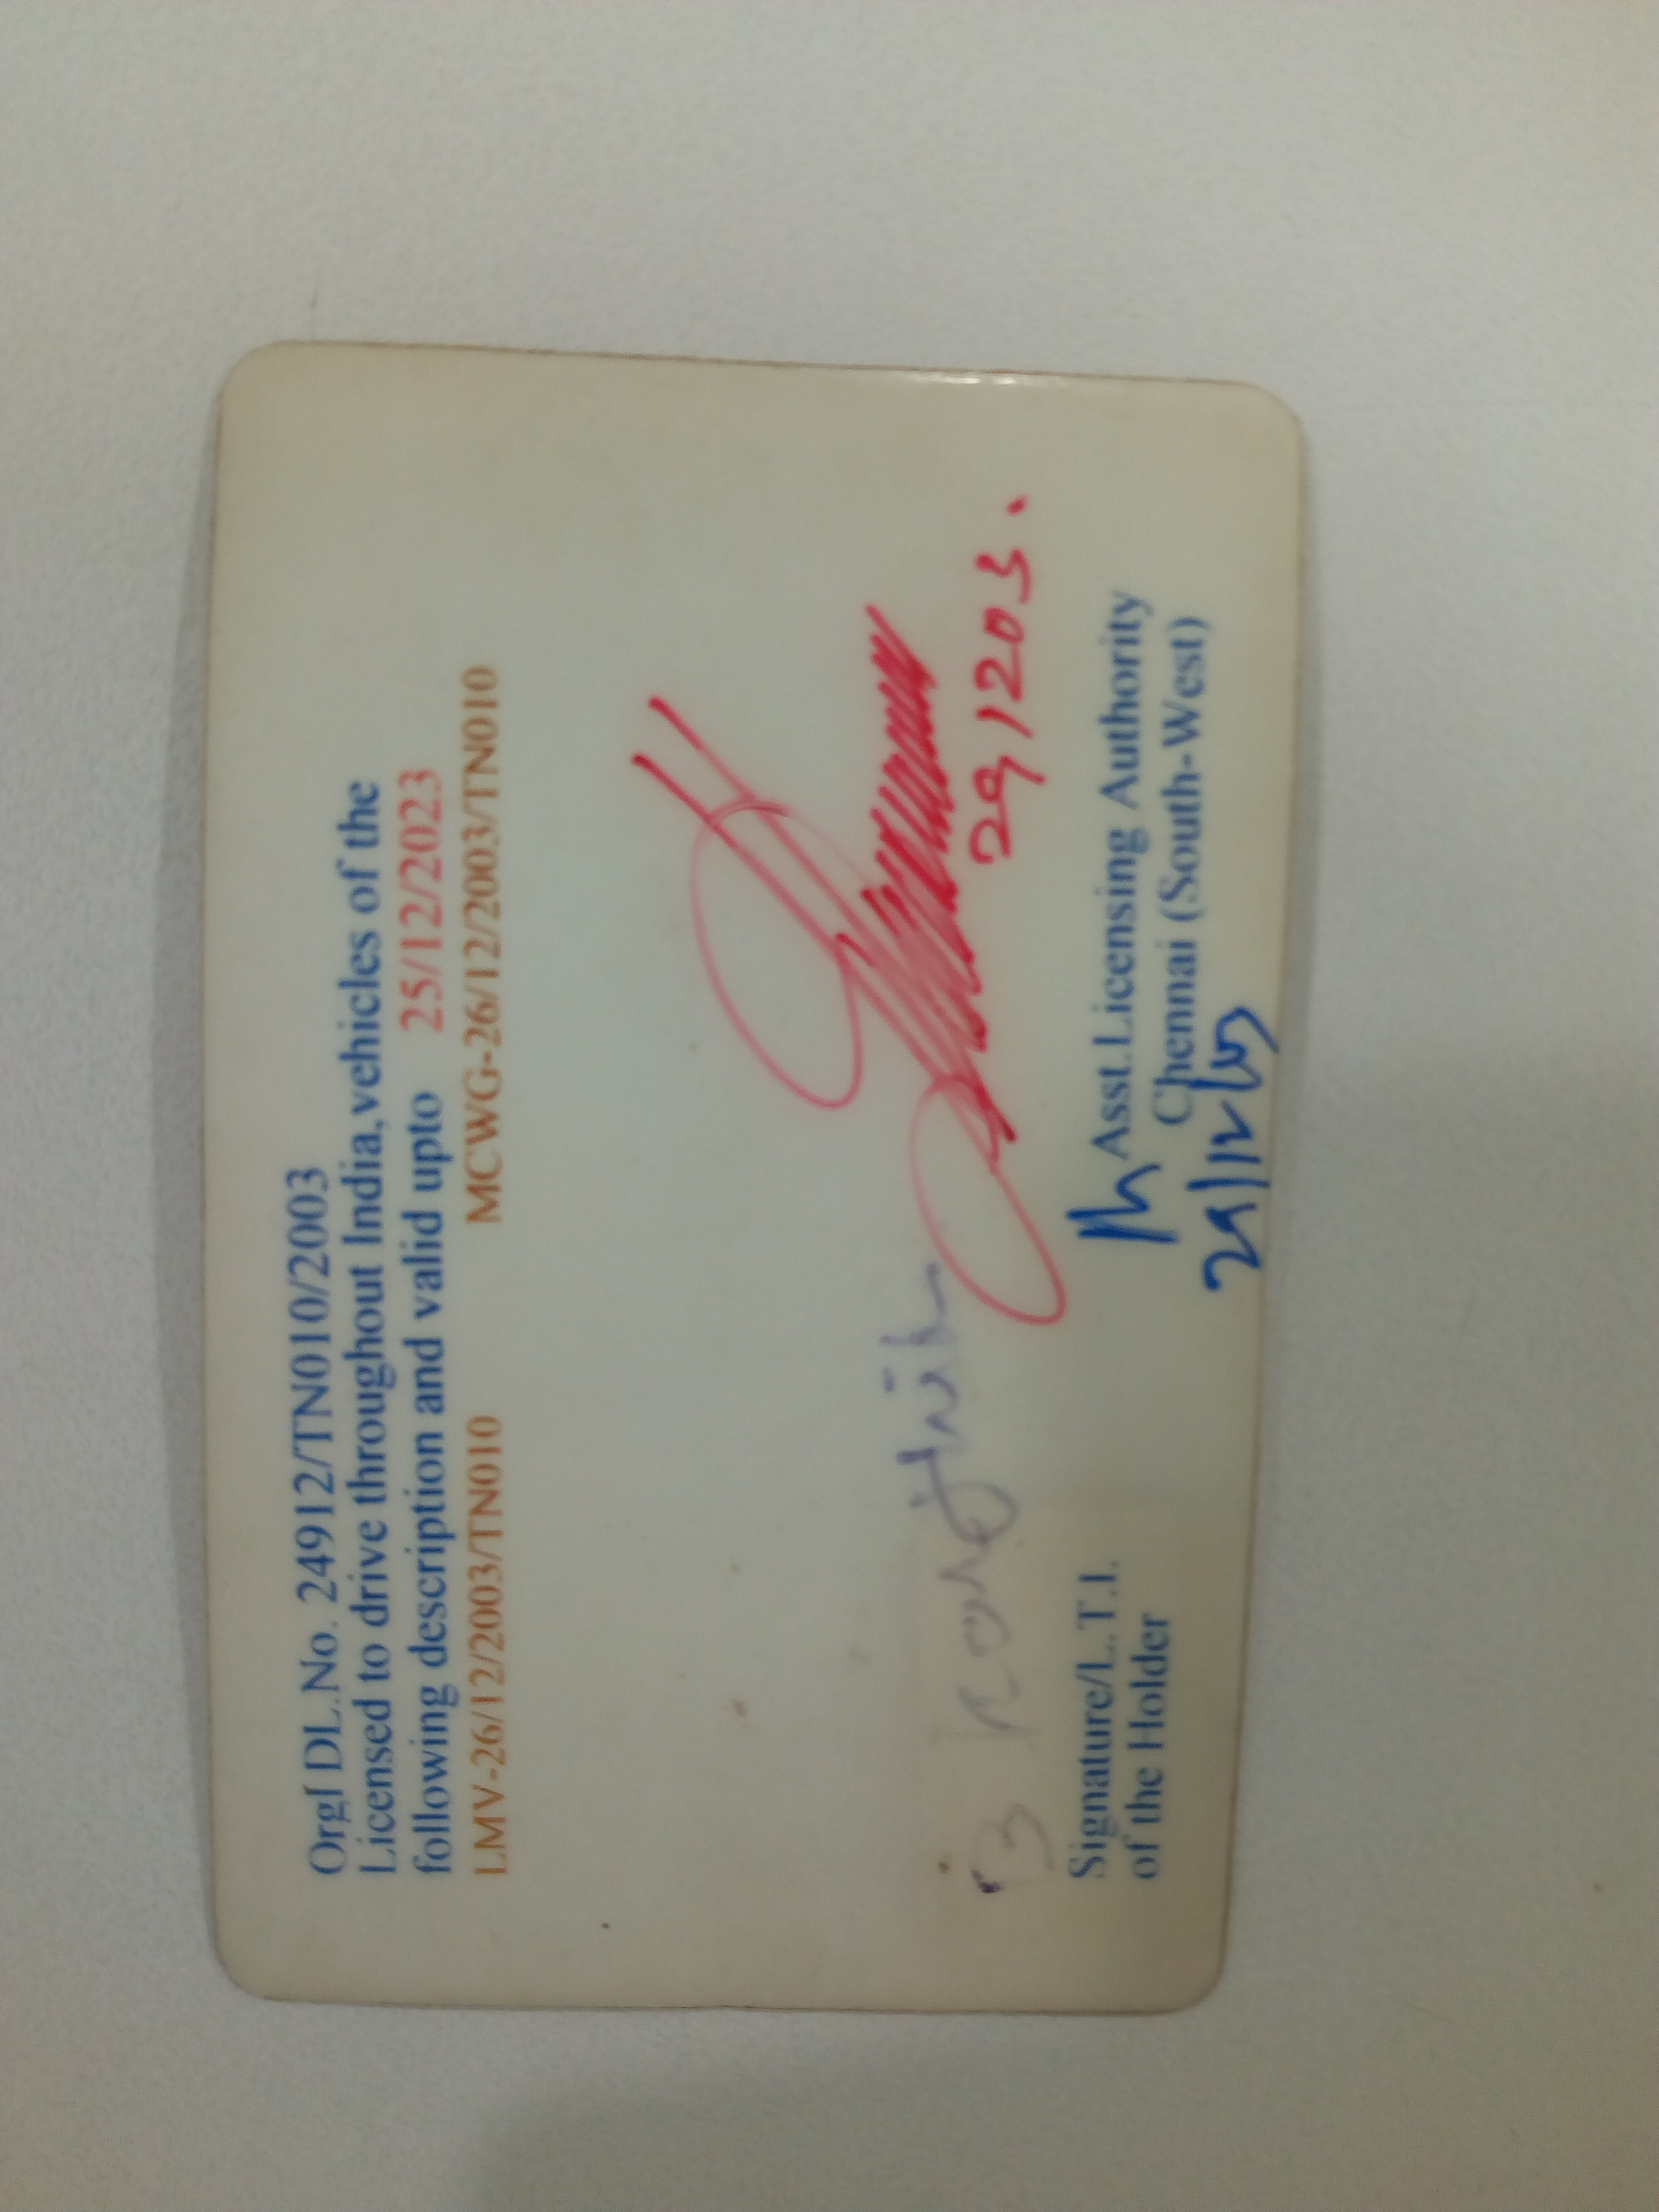 Orgl DL.No. 24912/TN010/2003
Licensed to drive throughout India,vehicles of the
following description and valid upto 25/12/2023
LMV-26/12/2003/TN010 MCWG-26/12/2003/TN010
291203.
Signature/L.T.I.
of the Holder
Asst.Licensing Authority
Chennai (South-West)
29/12/03